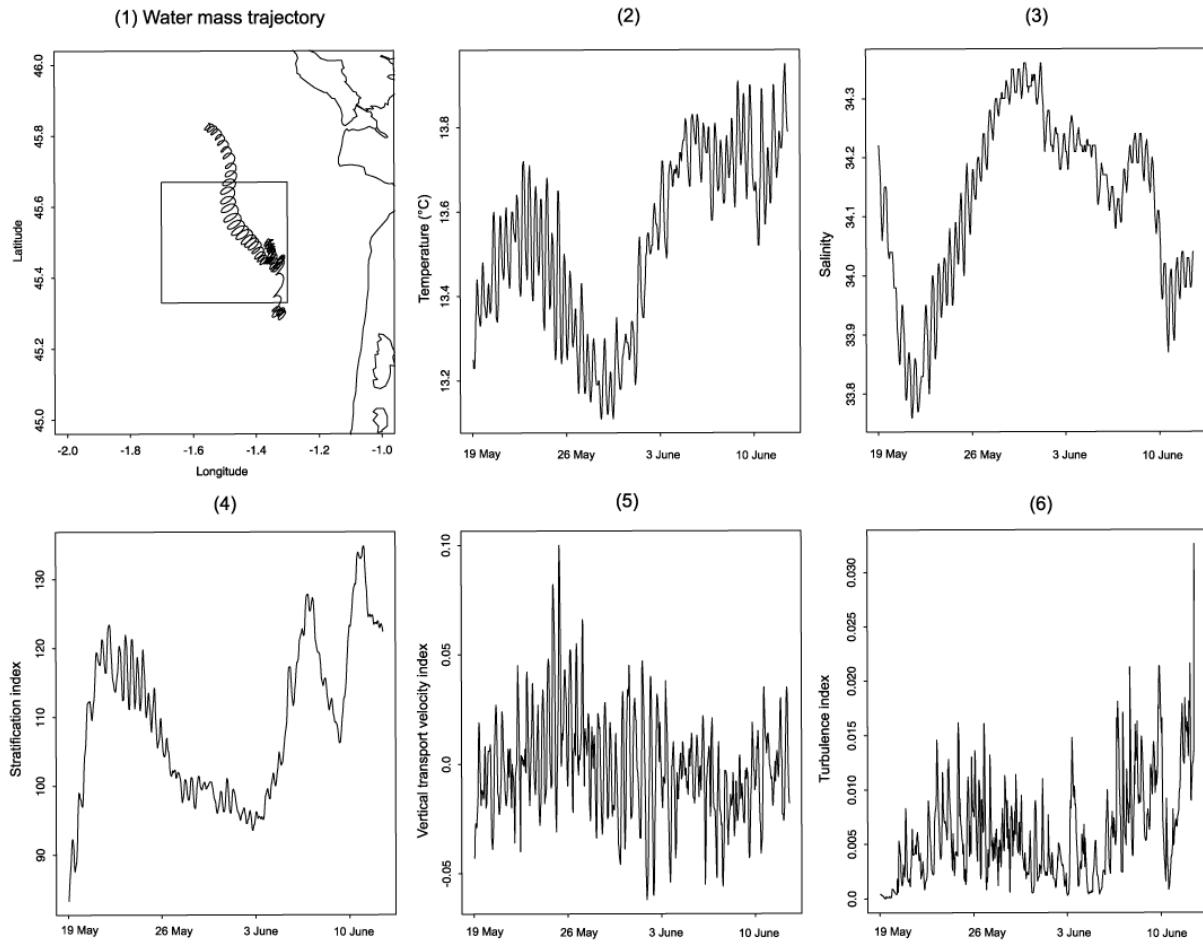 (1) Water mass trajectory
Latitude
46.0
45.8
45.6
45.4
45.2
45.0
-2.0 -1.8 -1.6 -1.4 -1.2 -1.0
Longitude
(2)
Temperature (°C)
13.8
13.6
13.4
13.2
19 May 26 May 3 June 10 June
(3)
Salinity
34.3
34.2
34.1
34.0
33.9
33.8
19 May 26 May 3 June 10 June
(4)
Stratification index
130
120
110
100
90
19 May 26 May 3 June 10 June
(5)
Vertical transport velocity index
0.10
0.05
0.0
-0.05
19 May 26 May 3 June 10 June
(6)
Turbulence index
0.030
0.025
0.020
0.015
0.010
0.005
0.0
19 May 26 May 3 June 10 June